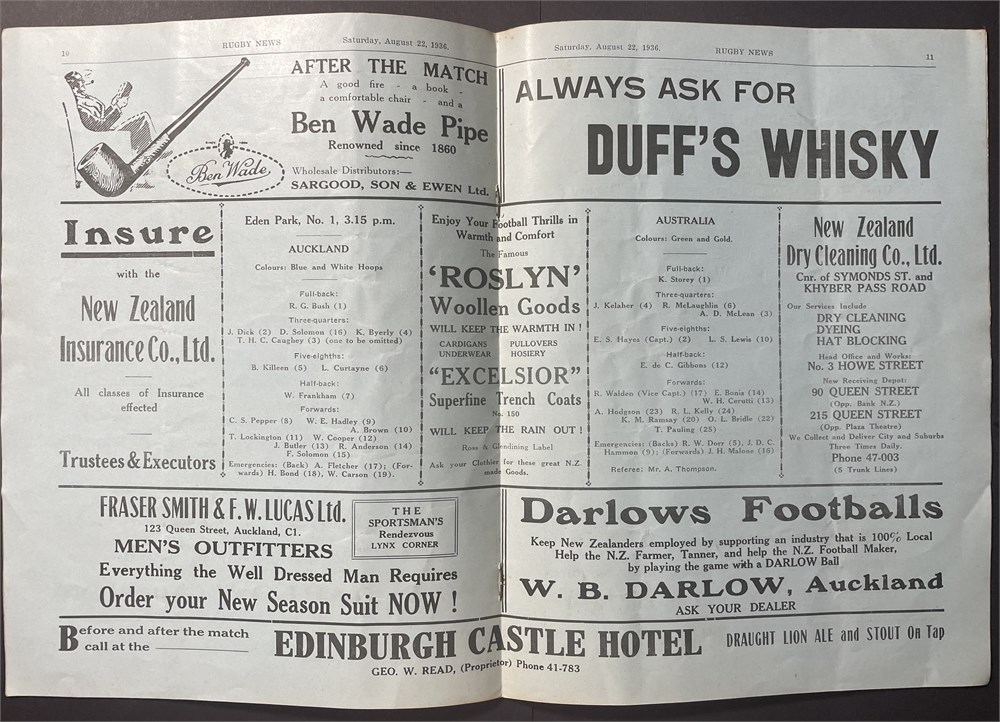 10
RUGBY NEWS
Saturday, August 22, 1936.
AFTER THE MATCH
A good fire - a book -
a comfortable chair - and a
Ben Wade Pipe
Renowned since 1860
Ben Wade
Wholesale Distributors:—
SARGOOD, SON & EWEN Ltd.
Saturday, August 22, 1936.
RUGBY NEWS
11
ALWAYS ASK FOR
DUFF'S WHISKY
Insure
with the
New Zealand
Insurance Co., Ltd.
All classes of Insurance
effected
Trustees & Executors
Eden Park, No. 1, 3.15 p.m.
AUCKLAND
Colours: Blue and White Hoops
Full-back:
R. G. Bush (1)
Three-quarters:
J. Dick (2) D. Solomon (16) K. Byerly (4)
T. H. C. Caughey (3) (one to be omitted)
Five-eighths:
B. Killeen (5) L. Curtayne (6)
Half-back:
W. Frankham (7)
Forwards:
C. S. Pepper (8) W. E. Hadley (9)
A. Brown (10)
T. Lockington (11) W. Cooper (12)
J. Butler (13) R. Anderson (14)
F. Solomon (15)
Emergencies: (Back) A. Fletcher (17); (For-
wards) H. Bond (18), W. Carson (19).
Enjoy Your Football Thrills in
Warmth and Comfort
The Famous
'ROSLYN'
Woollen Goods
WILL KEEP THE WARMTH IN !
CARDIGANS PULLOVERS
UNDERWEAR HOSIERY
"EXCELSIOR"
Superfine Trench Coats
No. 150
WILL KEEP THE RAIN OUT !
Ross & Glendining Label
Ask your Clothier for these great N.Z.
made Goods.
AUSTRALIA
Colours: Green and Gold.
Full-back:
K. Storey (1)
Three-quarters:
J. Kelaher (4) R. McLaughlin (6)
A. D. McLean (3)
Five-eighths:
E. S. Hayes (Capt.) (2) L. S. Lewis (10)
Half-back:
E. de C. Gibbons (12)
Forwards:
R. Walden (Vice Capt.) (17) E. Bonis (14)
W. H. Cerutti (13)
A. Hodgson (23) R. L. Kelly (24)
K. M. Ramsay (26) O. L. Bridle (22)
T. Pauling (25)
Emergencies: (Backs) R. W. Dorr (5), J. D. C.
Hammon (9); (Forwards) J. H. Malone (16)
Referee: Mr. A. Thompson.
New Zealand
Dry Cleaning Co., Ltd.
Cnr. of SYMONDS ST. and
KHYBER PASS ROAD
Our Services Include
DRY CLEANING
DYEING
HAT BLOCKING
Head Office and Works:
No. 3 HOWE STREET
New Receiving Depot:
90 QUEEN STREET
(Opp. Bank N.Z.)
215 QUEEN STREET
(Opp. Plaza Theatre)
We Collect and Deliver City and Suburbs
Three Times Daily.
Phone 47-003
(5 Trunk Lines)
FRASER SMITH & F. W. LUCAS Ltd.
123 Queen Street, Auckland, C1.
MEN'S OUTFITTERS
THE
SPORTSMAN'S
Rendezvous
LYNX CORNER
Everything the Well Dressed Man Requires
Order your New Season Suit NOW !
Darlows Footballs
Keep New Zealanders employed by supporting an industry that is 100% Local
Help the N.Z. Farmer, Tanner, and help the N.Z. Football Maker,
by playing the game with a DARLOW Ball
W. B. DARLOW, Auckland
ASK YOUR DEALER
Before and after the match
call at the
EDINBURGH CASTLE HOTEL
DRAUGHT LION ALE and STOUT On Tap
GEO. W. READ, (Proprietor) Phone 41-783